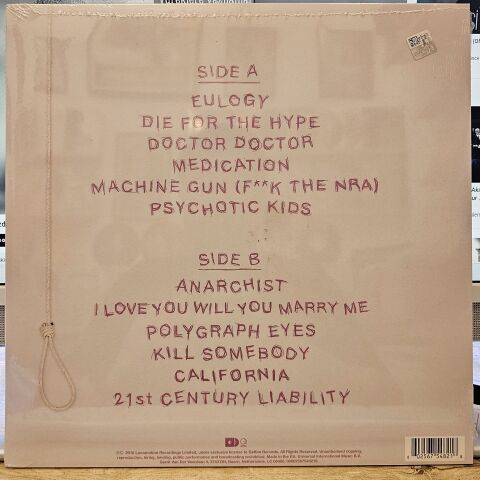 SIDE A
EULOGY
DIE FOR THE HYPE
DOCTOR DOCTOR
MEDICATION
MACHINE GUN (F**K THE NRA)
PSYCHOTIC KIDS
SIDE B
ANARCHIST
I LOVE YOU WILL YOU MARRY ME
POLYGRAPH EYES
KILL SOMEBODY
CALIFORNIA
21st CENTURY LIABILITY